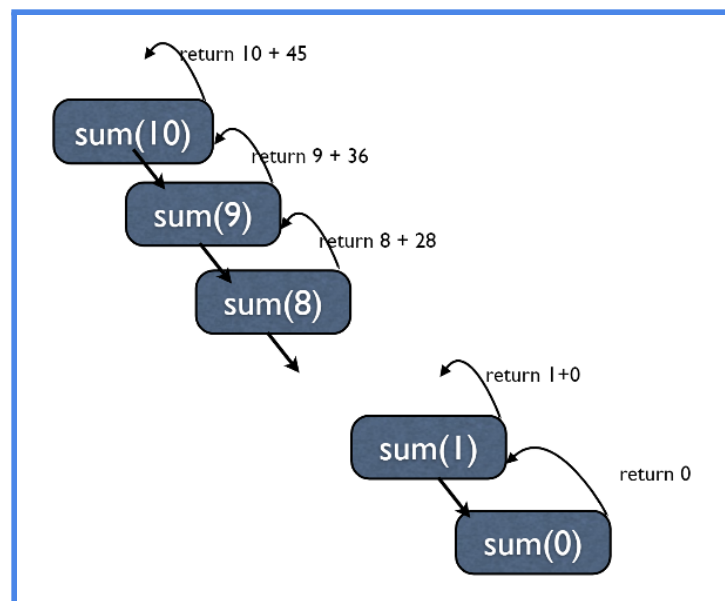 return 10 + 45
sum(10)
return 9 + 36
sum(9)
return 8 + 28
sum(8)
return 1+0
sum(1)
return 0
sum(0)